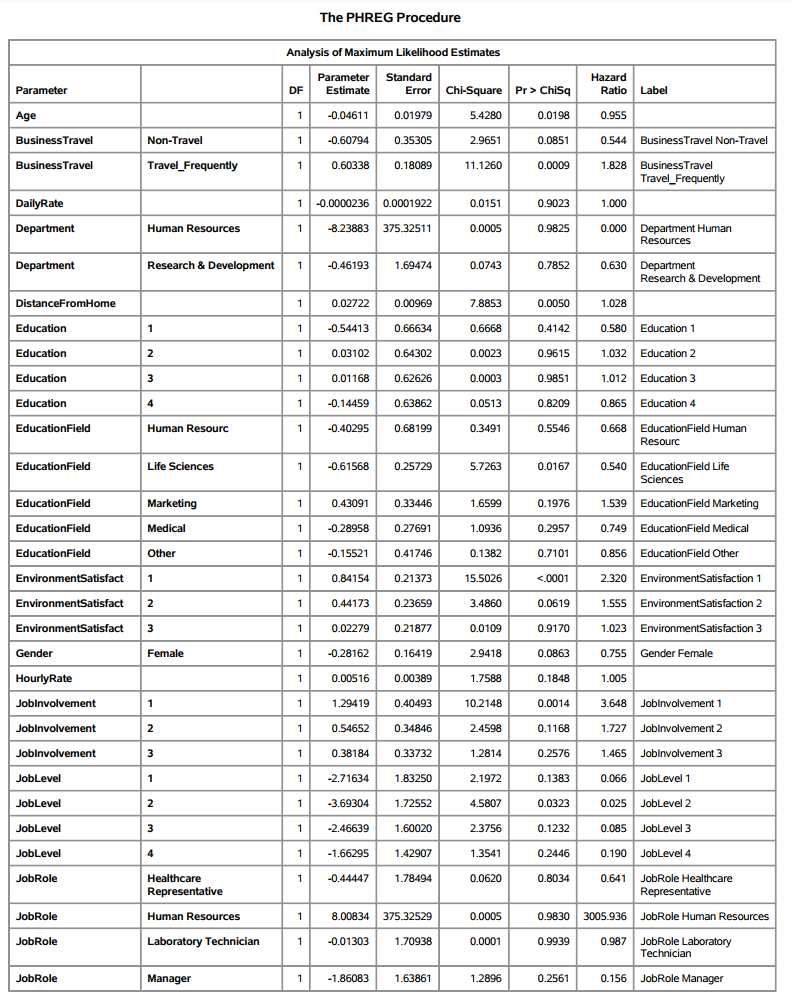 The PHREG Procedure
Analysis of Maximum Likelihood Estimates
Parameter DF Parameter Estimate Standard Error Chi-Square Pr > ChiSq Hazard Ratio Label
Age 1 -0.04611 0.01979 5.4280 0.0198 0.955
BusinessTravel Non-Travel 1 -0.60794 0.35305 2.9651 0.0851 0.544 BusinessTravel Non-Travel
BusinessTravel Travel_Frequently 1 0.60338 0.18089 11.1260 0.0009 1.828 BusinessTravel
Travel_Frequently
DailyRate 1 -0.0000236 0.0001922 0.0151 0.9023 1.000
Department Human Resources 1 -8.23883 375.32511 0.0005 0.9825 0.000 Department Human
Resources
Department Research & Development 1 -0.46193 1.69474 0.0743 0.7852 0.630 Department
Research & Development
DistanceFromHome 1 0.02722 0.00969 7.8853 0.0050 1.028
Education 1 1 -0.54413 0.66634 0.6668 0.4142 0.580 Education 1
Education 2 1 0.03102 0.64302 0.0023 0.9615 1.032 Education 2
Education 3 1 0.01168 0.62626 0.0003 0.9851 1.012 Education 3
Education 4 1 -0.14459 0.63862 0.0513 0.8209 0.865 Education 4
EducationField Human Resourc 1 -0.40295 0.68199 0.3491 0.5546 0.668 EducationField Human
Resourc
EducationField Life Sciences 1 -0.61568 0.25729 5.7263 0.0167 0.540 EducationField Life
Sciences
EducationField Marketing 1 0.43091 0.33446 1.6599 0.1976 1.539 EducationField Marketing
EducationField Medical 1 -0.28958 0.27691 1.0936 0.2957 0.749 EducationField Medical
EducationField Other 1 -0.15521 0.41746 0.1382 0.7101 0.856 EducationField Other
EnvironmentSatisfact 1 1 0.84154 0.21373 15.5026 <.0001 2.320 EnvironmentSatisfaction 1
EnvironmentSatisfact 2 1 0.44173 0.23659 3.4860 0.0619 1.555 EnvironmentSatisfaction 2
EnvironmentSatisfact 3 1 0.02279 0.21877 0.0109 0.9170 1.023 EnvironmentSatisfaction 3
Gender Female 1 -0.28162 0.16419 2.9418 0.0863 0.755 Gender Female
HourlyRate 1 0.00516 0.00389 1.7588 0.1848 1.005
JobInvolvement 1 1 1.29419 0.40493 10.2148 0.0014 3.648 JobInvolvement 1
JobInvolvement 2 1 0.54652 0.34846 2.4598 0.1168 1.727 JobInvolvement 2
JobInvolvement 3 1 0.38184 0.33732 1.2814 0.2576 1.465 JobInvolvement 3
JobLevel 1 1 -2.71634 1.83250 2.1972 0.1383 0.066 JobLevel 1
JobLevel 2 1 -3.69304 1.72552 4.5807 0.0323 0.025 JobLevel 2
JobLevel 3 1 -2.46639 1.60020 2.3756 0.1232 0.085 JobLevel 3
JobLevel 4 1 -1.66295 1.42907 1.3541 0.2446 0.190 JobLevel 4
JobRole Healthcare 1 -0.44447 1.78494 0.0620 0.8034 0.641 JobRole Healthcare
Representative Representative
JobRole Human Resources 1 8.00834 375.32529 0.0005 0.9830 3005.936 JobRole Human Resources
JobRole Laboratory Technician 1 -0.01303 1.70938 0.0001 0.9939 0.987 JobRole Laboratory
Technician
JobRole Manager 1 -1.86083 1.63861 1.2896 0.2561 0.156 JobRole Manager